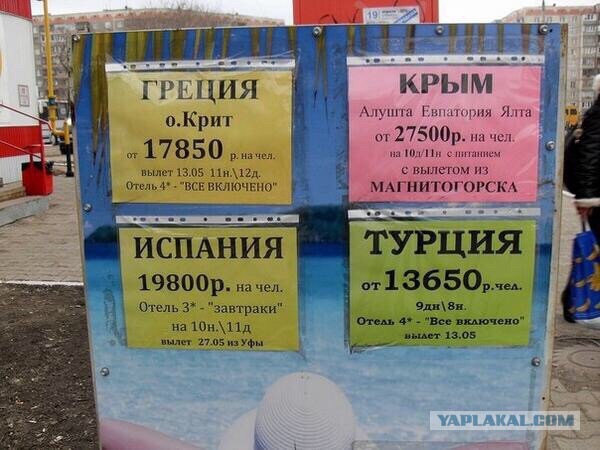 19
ГРЕЦИЯ
о.Крит
от 17850 р. на чел.
вылет 13.05 11н.\12д.
Отель 4* - "ВСЕ ВКЛЮЧЕНО"
КРЫМ
Алушта Евпатория Ялта
от 27500р. на чел.
на 10д/11н с питанием
с вылетом из
МАГНИТОГОРСКА
ИСПАНИЯ
19800р. на чел.
Отель 3* - "завтраки"
на 10н.\11д
вылет 27.05 из Уфы
ТУРЦИЯ
от 13650 р.чел.
9дн\8н.
Отель 4* - "Все включено"
вылет 13.05
YAPLAKAL.COM